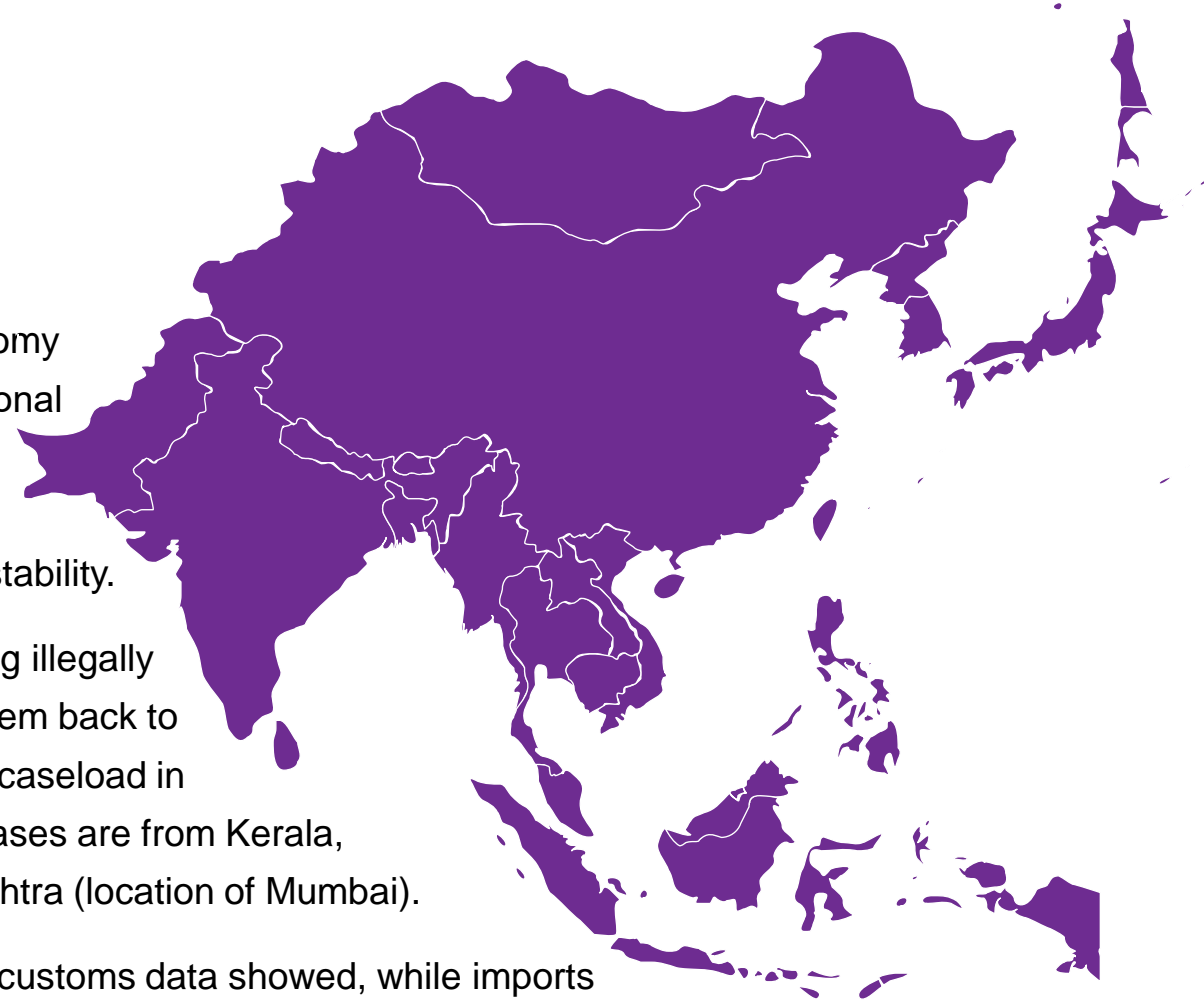 omy
onal
stability.
g illegally
em back to
caseload in
ases are from Kerala,
htra (location of Mumbai).
customs data showed, while imports